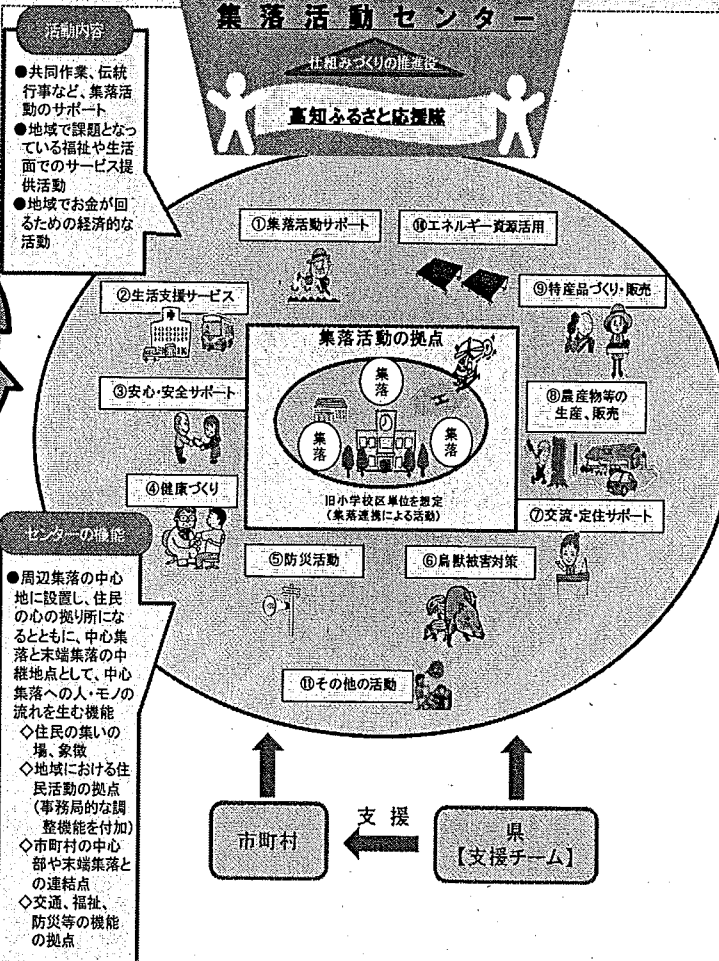 集落活動センター
仕組みづくりの推進役
高知ふるさと応援隊
活動内容
●共同作業、伝統
行事など、集落活
動のサポート
●地域で課題となっ
ている福祉や生活
面でのサービス提
供活動
●地域でお金が回
るための経済的な
活動
①集落活動サポート
⑩エネルギー資源活用
②生活支援サービス
⑨特産品づくり・販売
③安心・安全サポート
⑧農産物等の
生産、販売
④健康づくり
⑦交流・定住サポート
⑤防災活動
⑥鳥獣被害対策
⑪その他の活動
集落活動の拠点
集落
集落
集落
旧小学校区単位を想定
(集落連携による活動)
センターの機能
●周辺集落の中心
地に設置し、住民
の心の拠り所にな
るとともに、中心集
落と末端集落の中
継地点として、中心
集落への人・モノの
流れを生む機能
◇住民の集いの
場、象徴
◇地域における住
民活動の拠点
(事務局的な調
整機能を付加)
◇市町村の中心
部や末端集落と
の連結点
◇交通、福祉、
防災等の機能
の拠点
市町村
支援
県
【支援チーム】